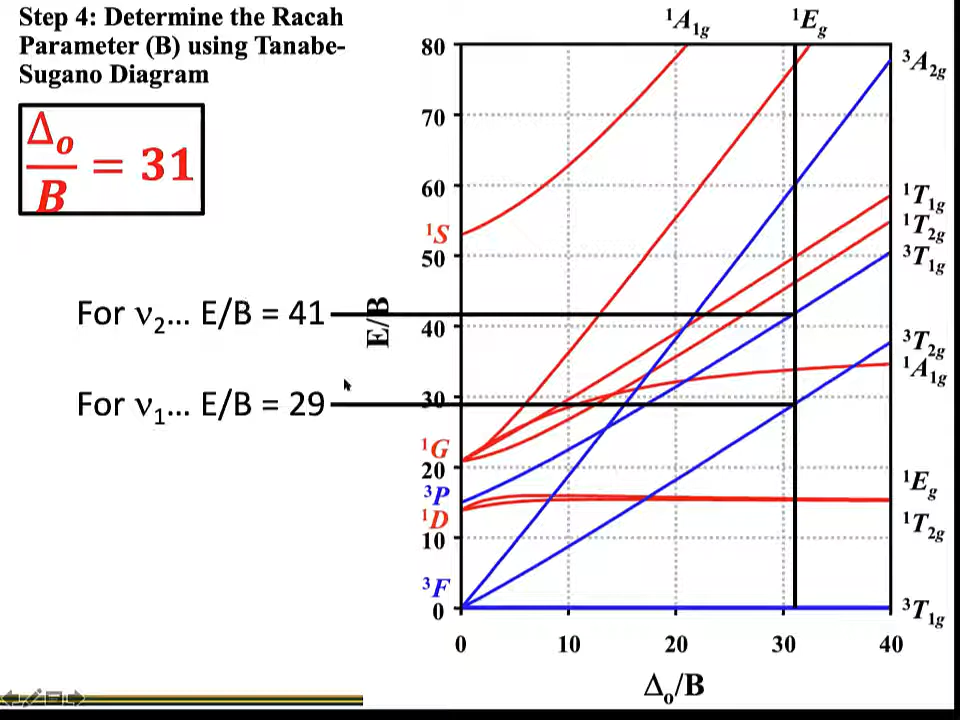 Step 4: Determine the Racah
Parameter (B) using Tanabe-
Sugano Diagram
Δo/B = 31
For ν2... E/B = 41
For ν1... E/B = 29
E/B
80
70
60
50
40
30
20
10
0
¹S
¹G
³P
¹D
³F
¹A1g
¹Eg
³A2g
¹T1g
¹T2g
³T1g
³T2g
¹A1g
¹Eg
¹T2g
³T1g
0 10 20 30 40
Δo/B